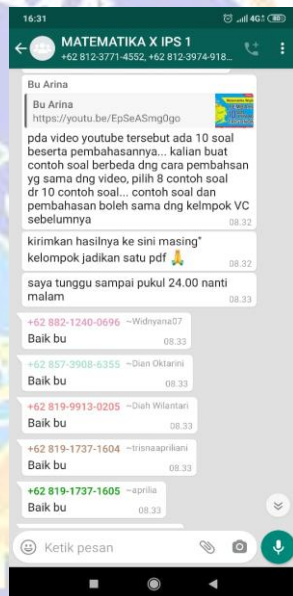 16:31
4G 80
MATEMATIKA X IPS 1
+62 812-3771-4552, +62 812-3974-918...
Bu Arina
Bu Arina
https://youtu.be/EpSeASmg0go
pda video youtube tersebut ada 10 soal
beserta pembahasannya... kalian buat
contoh soal berbeda dng cara pembahsan
yg sama dng video, pilih 8 contoh soal
dr 10 contoh soal... contoh soal dan
pembahasan boleh sama dng kelmpok VC
sebelumnya
08.32
kirimkan hasilnya ke sini masing"
kelompok jadikan satu pdf 🙏
08.32
saya tunggu sampai pukul 24.00 nanti
malam
08.33
+62 882-1240-0696 ~Widnyana07
Baik bu
08.33
+62 857-3908-6355 ~Dian Oktarini
Baik bu
08.33
+62 819-9913-0205 ~Diah Wilantari
Baik bu
08.33
+62 819-1737-1604 ~trisnaapriliani
Baik bu
08.33
+62 819-1737-1605 ~aprilia
Baik bu
08.33
Ketik pesan